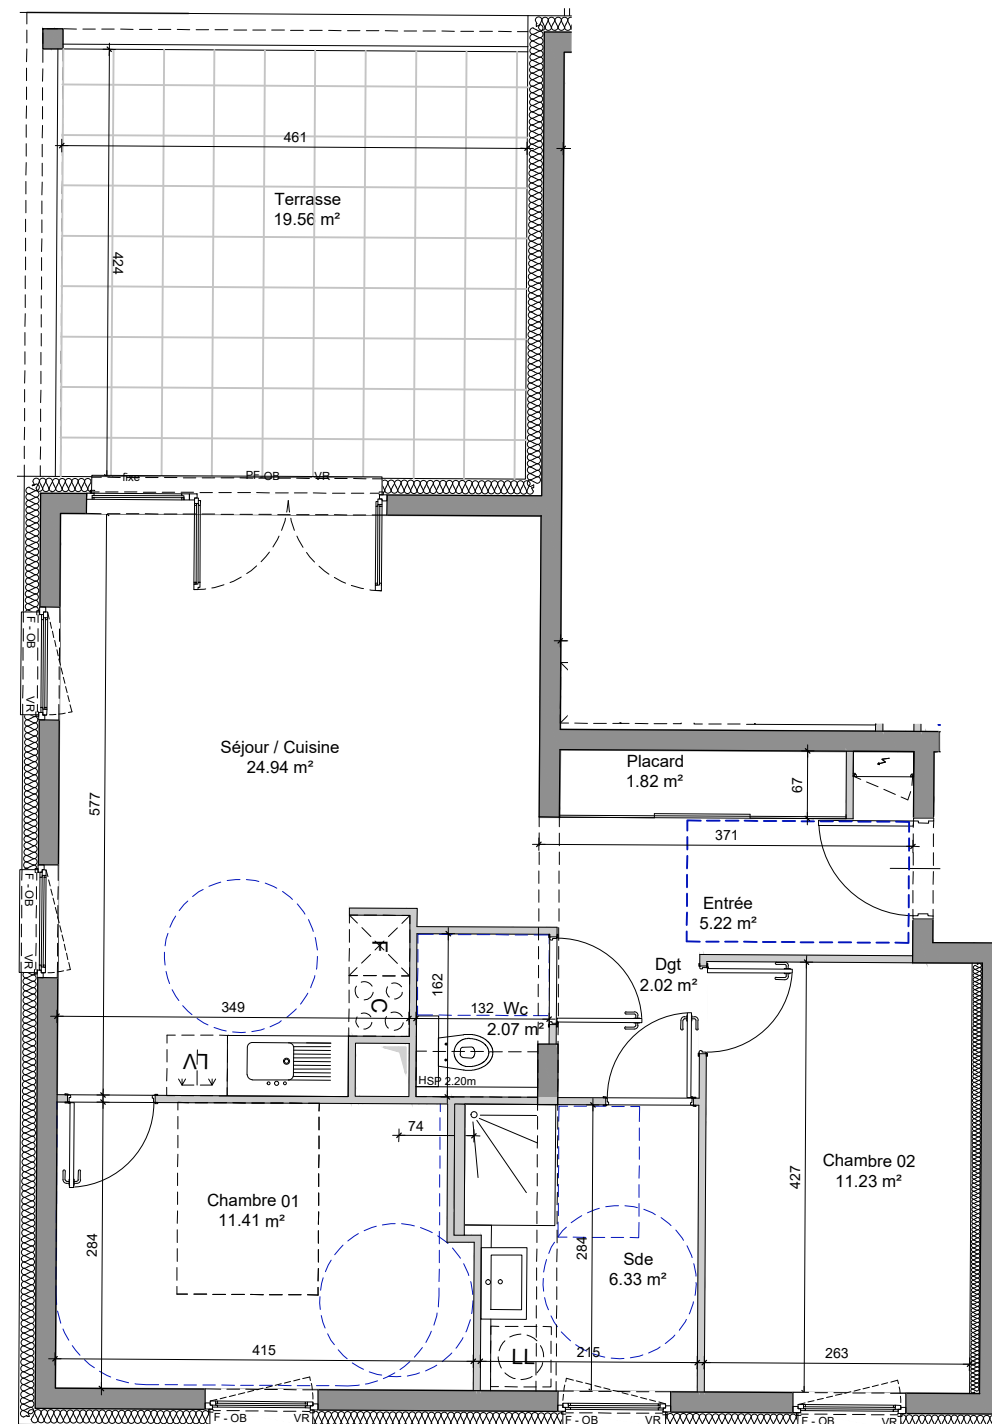 461
Terrasse
19.56 m²
424
fixe
PF-OB
VR
F - OB
VR
Séjour / Cuisine
24.94 m²
577
Placard
1.82 m²
67
371
Entrée
5.22 m²
F - OB
VR
F
C
Dgt
2.02 m²
162
349
132
Wc
2.07 m²
LV
HSP 2.20m
74
Chambre 01
11.41 m²
284
Chambre 02
11.23 m²
427
Sde
6.33 m²
284
LL
415
215
263
F - OB
VR
F - OB
VR
F - OB
VR